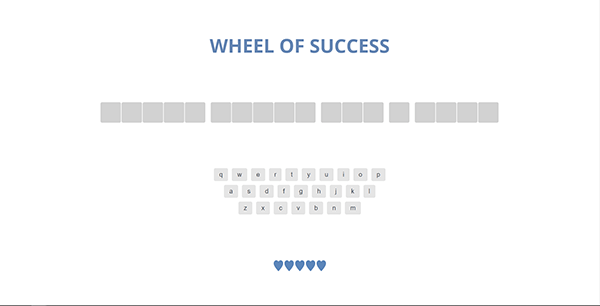 WHEEL OF SUCCESS
q w e r t y u i o p
a s d f g h j k l
z x c v b n m